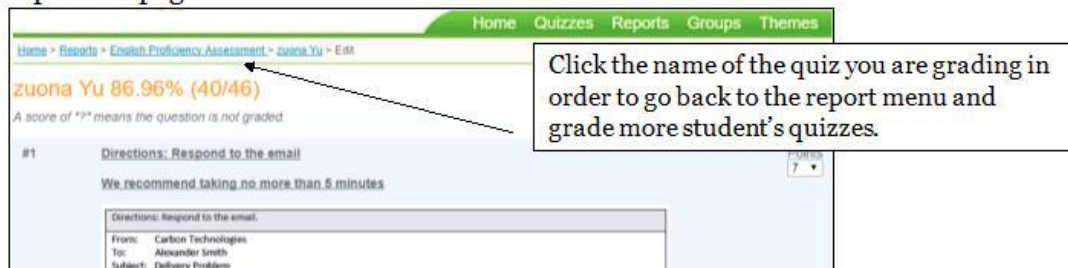 Home Quizzes Reports Groups Themes
Home > Reports > English Proficiency Assessment > zuona Yu > Edit
Click the name of the quiz you are grading in
order to go back to the report menu and
grade more student's quizzes.
zuona Yu 86.96% (40/46)
A score of "?" means the question is not graded.
#1 Directions: Respond to the email
Points
7
We recommend taking no more than 5 minutes
Directions: Respond to the email.
From: Carbon Technologies
To: Alexander Smith
Subject: Delivery Problem